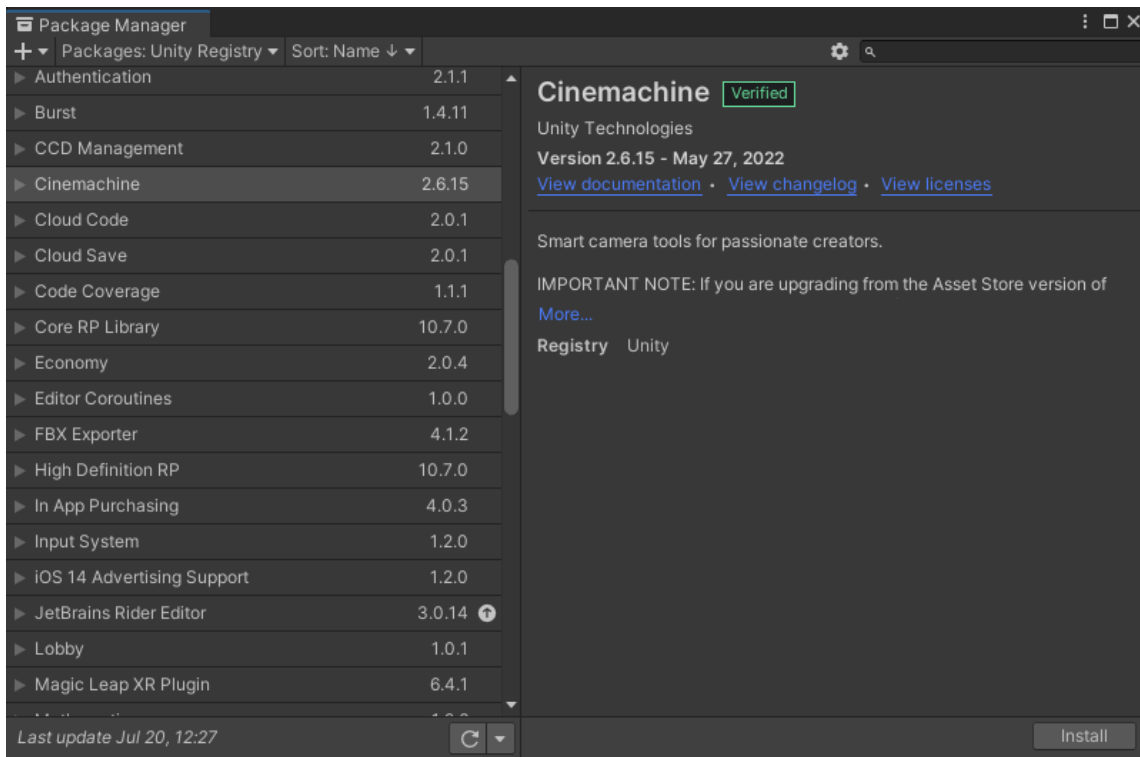 Package Manager
Packages: Unity Registry Sort: Name ↓
Authentication 2.1.1
Burst 1.4.11
CCD Management 2.1.0
Cinemachine 2.6.15
Cloud Code 2.0.1
Cloud Save 2.0.1
Code Coverage 1.1.1
Core RP Library 10.7.0
Economy 2.0.4
Editor Coroutines 1.0.0
FBX Exporter 4.1.2
High Definition RP 10.7.0
In App Purchasing 4.0.3
Input System 1.2.0
iOS 14 Advertising Support 1.2.0
JetBrains Rider Editor 3.0.14
Lobby 1.0.1
Magic Leap XR Plugin 6.4.1
Last update Jul 20, 12:27
Cinemachine Verified
Unity Technologies
Version 2.6.15 - May 27, 2022
View documentation • View changelog • View licenses
Smart camera tools for passionate creators.
IMPORTANT NOTE: If you are upgrading from the Asset Store version of
More...
Registry Unity
Install